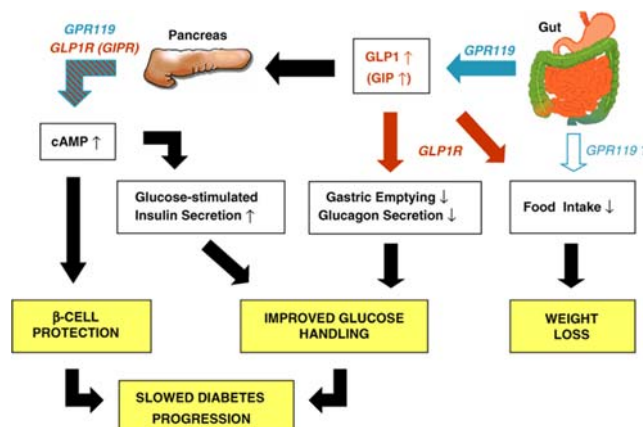 GPR119
GLP1R (GIPR)
Pancreas
GLP1 ↑
(GIP ↑)
GPR119
Gut
cAMP ↑
GLP1R
GPR119 ?
Glucose-stimulated
Insulin Secretion ↑
Gastric Emptying ↓
Glucagon Secretion ↓
Food Intake ↓
β-CELL
PROTECTION
IMPROVED GLUCOSE
HANDLING
WEIGHT
LOSS
SLOWED DIABETES
PROGRESSION